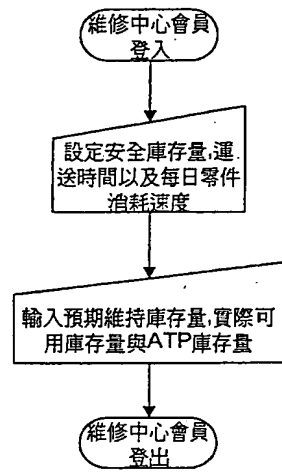 維修中心會員
登入
設定安全庫存量,運
送時間以及每日零件
消耗速度
輸入預期維持庫存量,實際可
用庫存量與ATP庫存量
維修中心會員
登出